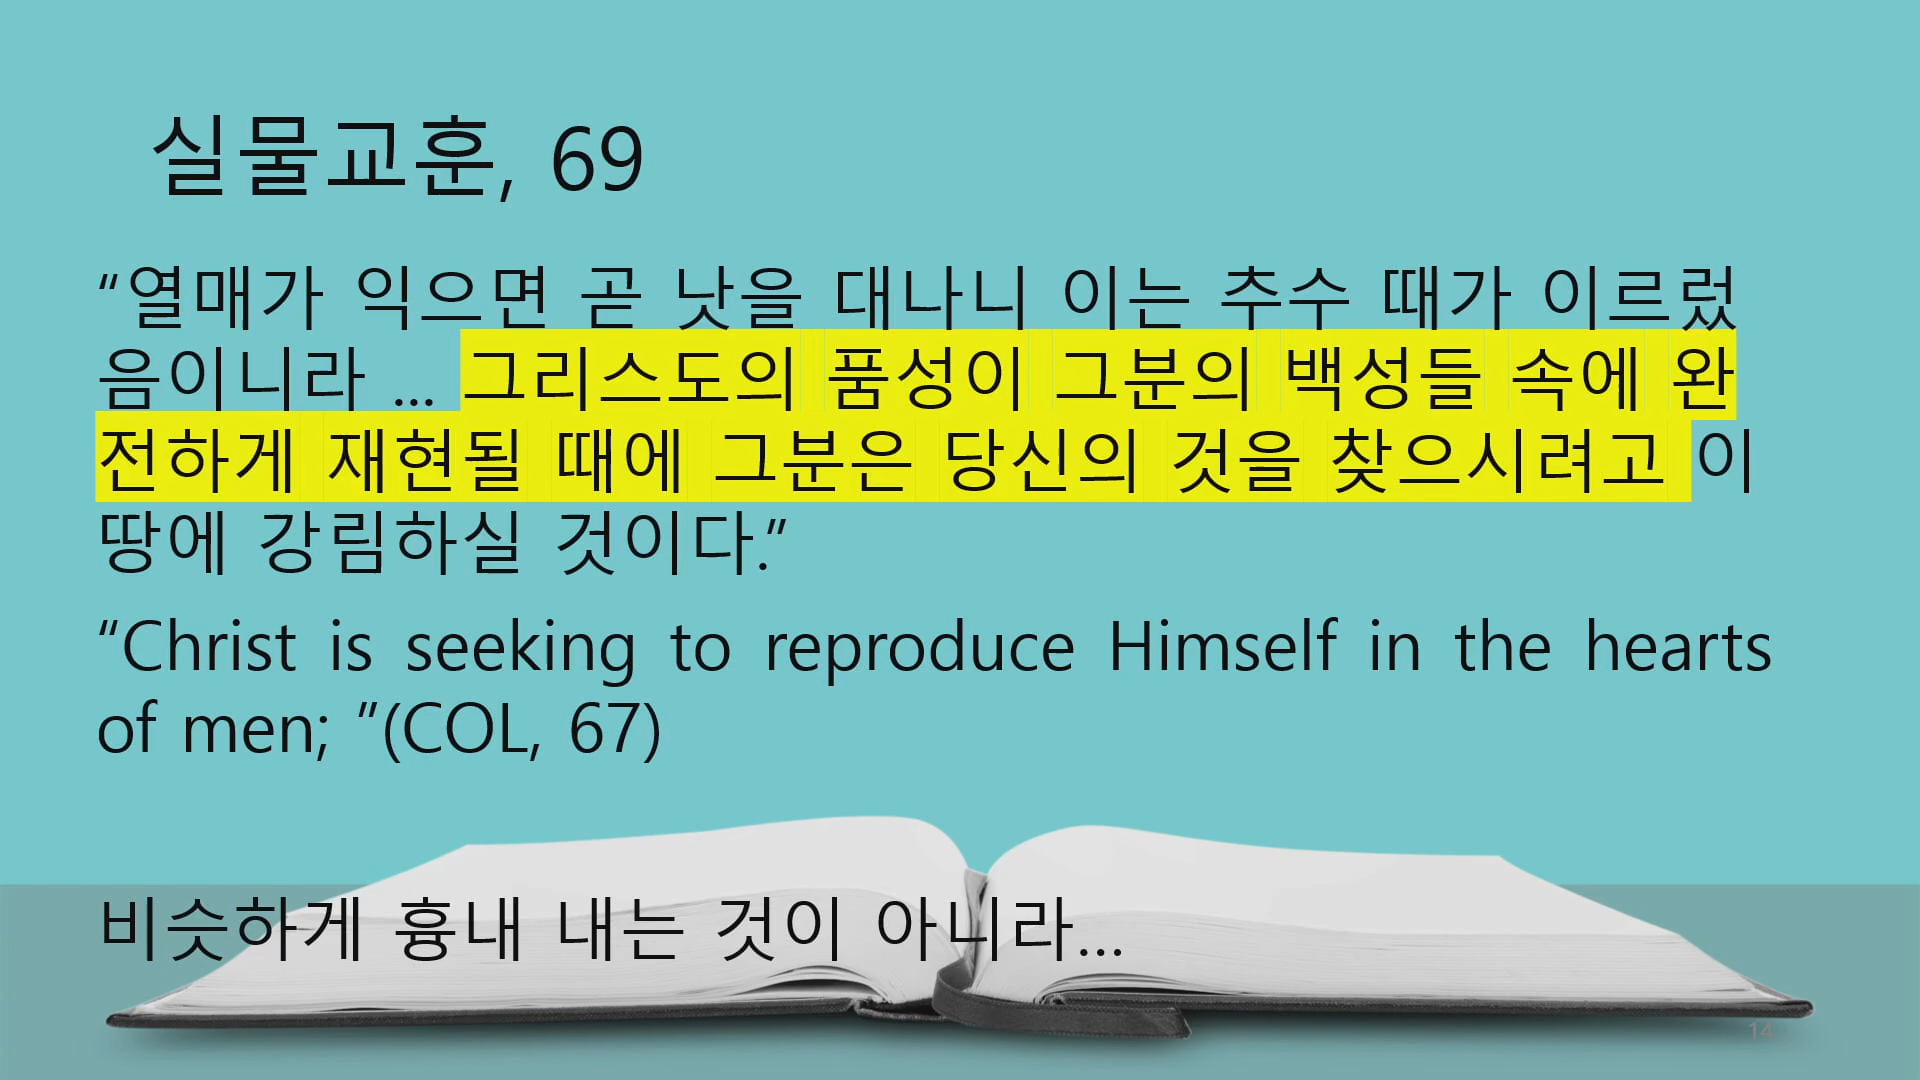 실물교훈, 69
“열매가 익으면 곧 낫을 대나니 이는 추수 때가 이르렀
음이니라 ... 그리스도의 품성이 그분의 백성들 속에 완
전하게 재현될 때에 그분은 당신의 것을 찾으시려고 이
땅에 강림하실 것이다.”
“Christ is seeking to reproduce Himself in the hearts
of men; ”(COL, 67)
비슷하게 흉내 내는 것이 아니라...
14